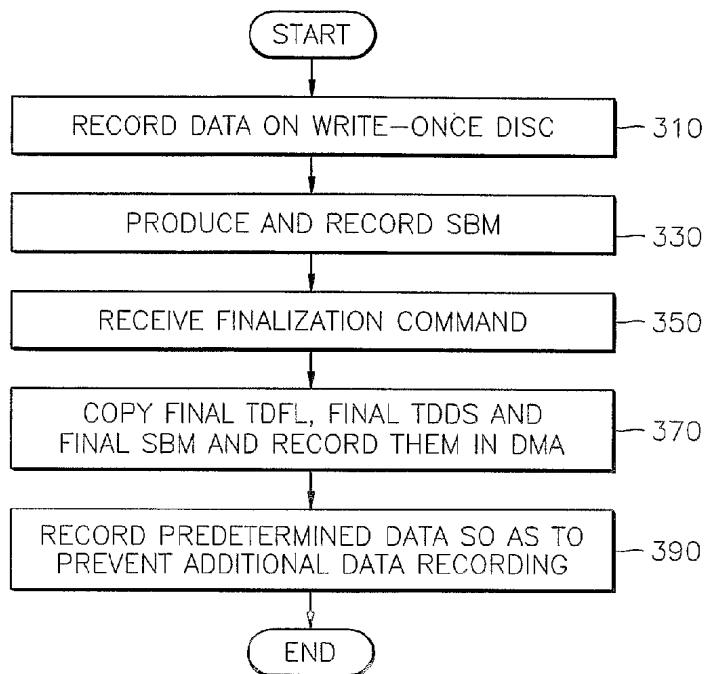 START
RECORD DATA ON WRITE-ONCE DISC
310
PRODUCE AND RECORD SBM
330
RECEIVE FINALIZATION COMMAND
350
COPY FINAL TDFL, FINAL TDDS AND
FINAL SBM AND RECORD THEM IN DMA
370
RECORD PREDETERMINED DATA SO AS TO
PREVENT ADDITIONAL DATA RECORDING
390
END